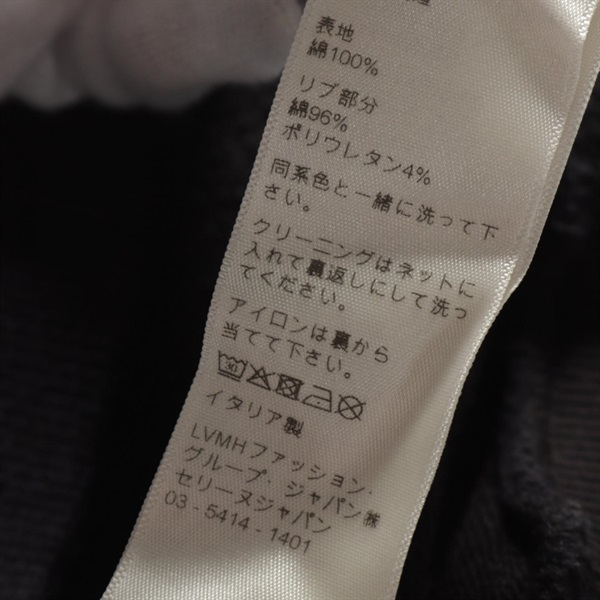 表地
綿100%
リブ部分
綿96%
ポリウレタン4%
同系色と一緒に洗って下
さい。
クリーニングはネットに
入れて裏返しにして洗っ
てください。
アイロンは裏から
当てて下さい。
イタリア製
LVMHファッション・
グループ・ジャパン㈱
セリーヌジャパン
03-5414-1401